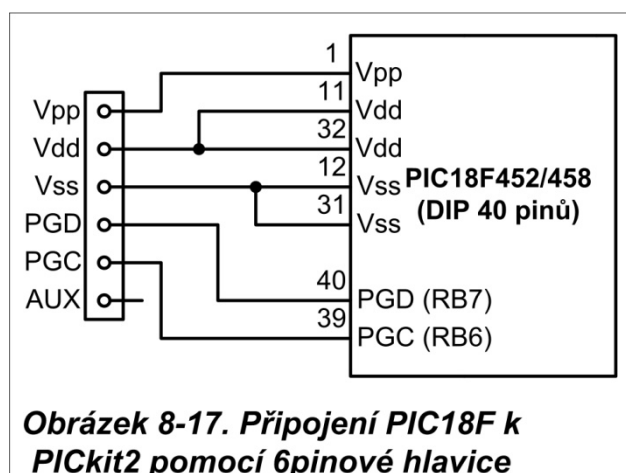 1
Vpp
11
Vpp
Vdd
Vdd
32
Vdd
12
Vss
Vss
PIC18F452/458
(DIP 40 pinů)
31
PGD
Vss
PGC
40
AUX
PGD (RB7)
39
PGC (RB6)
Obrázek 8-17. Připojení PIC18F k
PICkit2 pomocí 6pinové hlavice